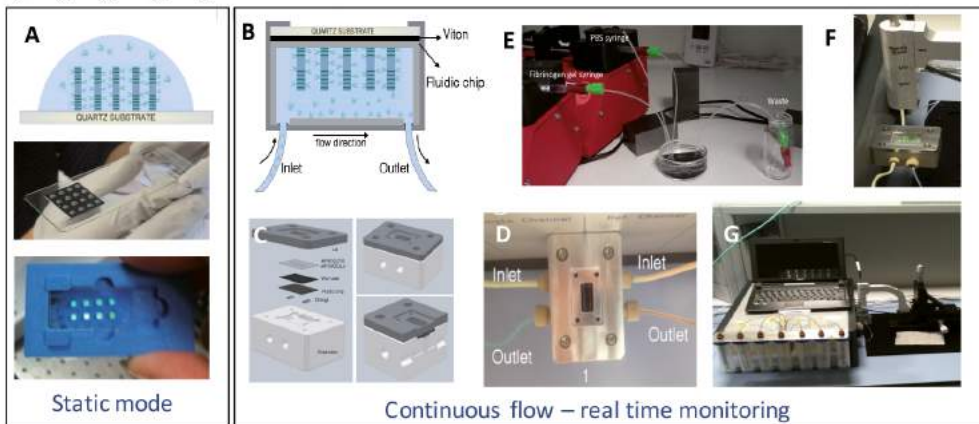 A
QUARTZ SUBSTRATE
Static mode
B
QUARTZ SUBSTRATE
Viton
Fluidic chip
flow direction
Inlet
Outlet
C
D
Inlet
Inlet
Outlet
Outlet
1
E
PBS syringe
Fibrinogen gel syringe
Waste
F
G
Continuous flow – real time monitoring